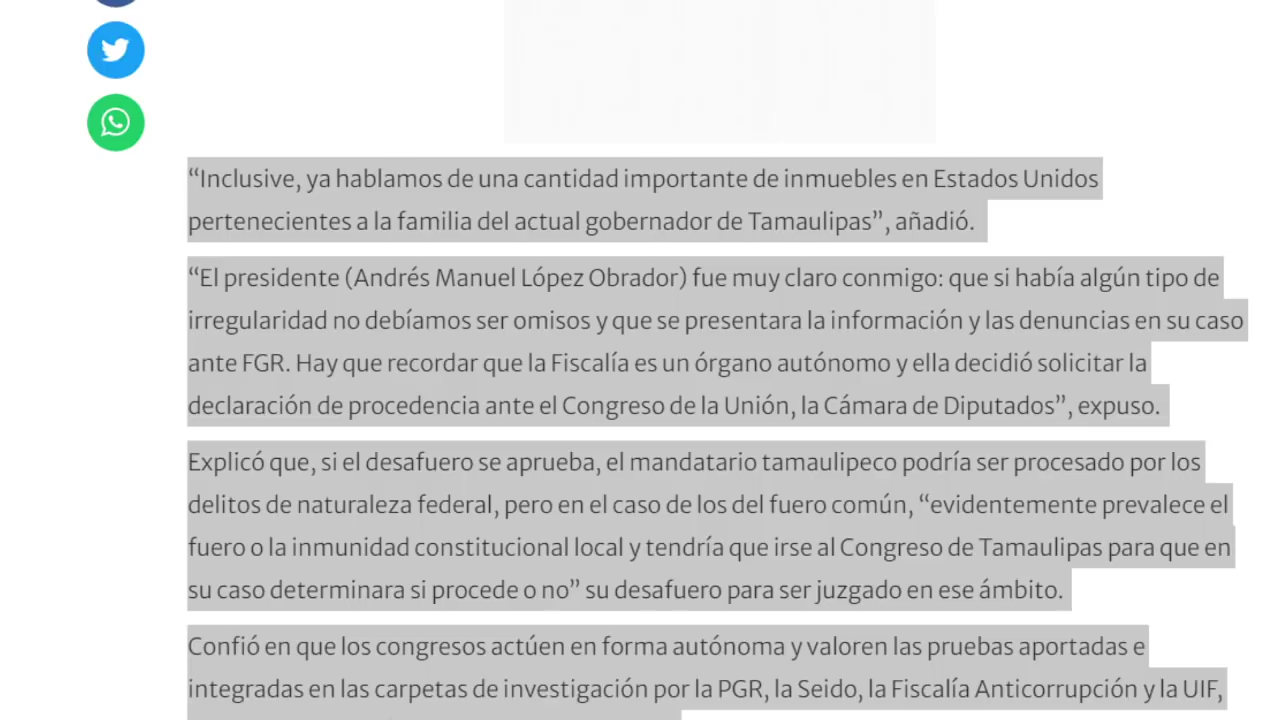 “Inclusive, ya hablamos de una cantidad importante de inmuebles en Estados Unidos
pertenecientes a la familia del actual gobernador de Tamaulipas”, añadió.
“El presidente (Andrés Manuel López Obrador) fue muy claro conmigo: que si había algún tipo de
irregularidad no debíamos ser omisos y que se presentara la información y las denuncias en su caso
ante FGR. Hay que recordar que la Fiscalía es un órgano autónomo y ella decidió solicitar la
declaración de procedencia ante el Congreso de la Unión, la Cámara de Diputados”, expuso.
Explicó que, si el desafuero se aprueba, el mandatario tamaulipeco podría ser procesado por los
delitos de naturaleza federal, pero en el caso de los del fuero común, “evidentemente prevalece el
fuero o la inmunidad constitucional local y tendría que irse al Congreso de Tamaulipas para que en
su caso determinara si procede o no” su desafuero para ser juzgado en ese ámbito.
Confió en que los congresos actúen en forma autónoma y valoren las pruebas aportadas e
integradas en las carpetas de investigación por la PGR, la Seido, la Fiscalía Anticorrupción y la UIF,